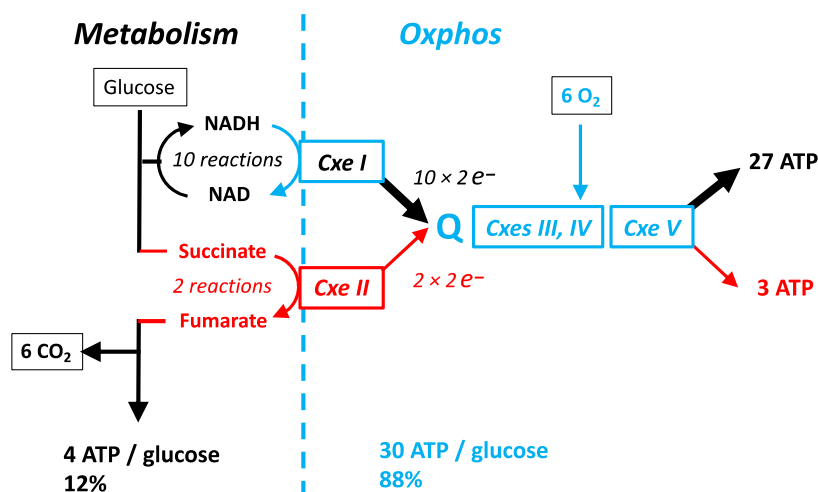 Metabolism
Oxphos
Glucose
6 O₂
NADH
10 reactions
Cxe I
NAD
10 × 2 e⁻
27 ATP
Q
Cxes III, IV
Cxe V
Succinate
2 reactions
Cxe II
2 × 2 e⁻
3 ATP
Fumarate
6 CO₂
4 ATP / glucose
12%
30 ATP / glucose
88%